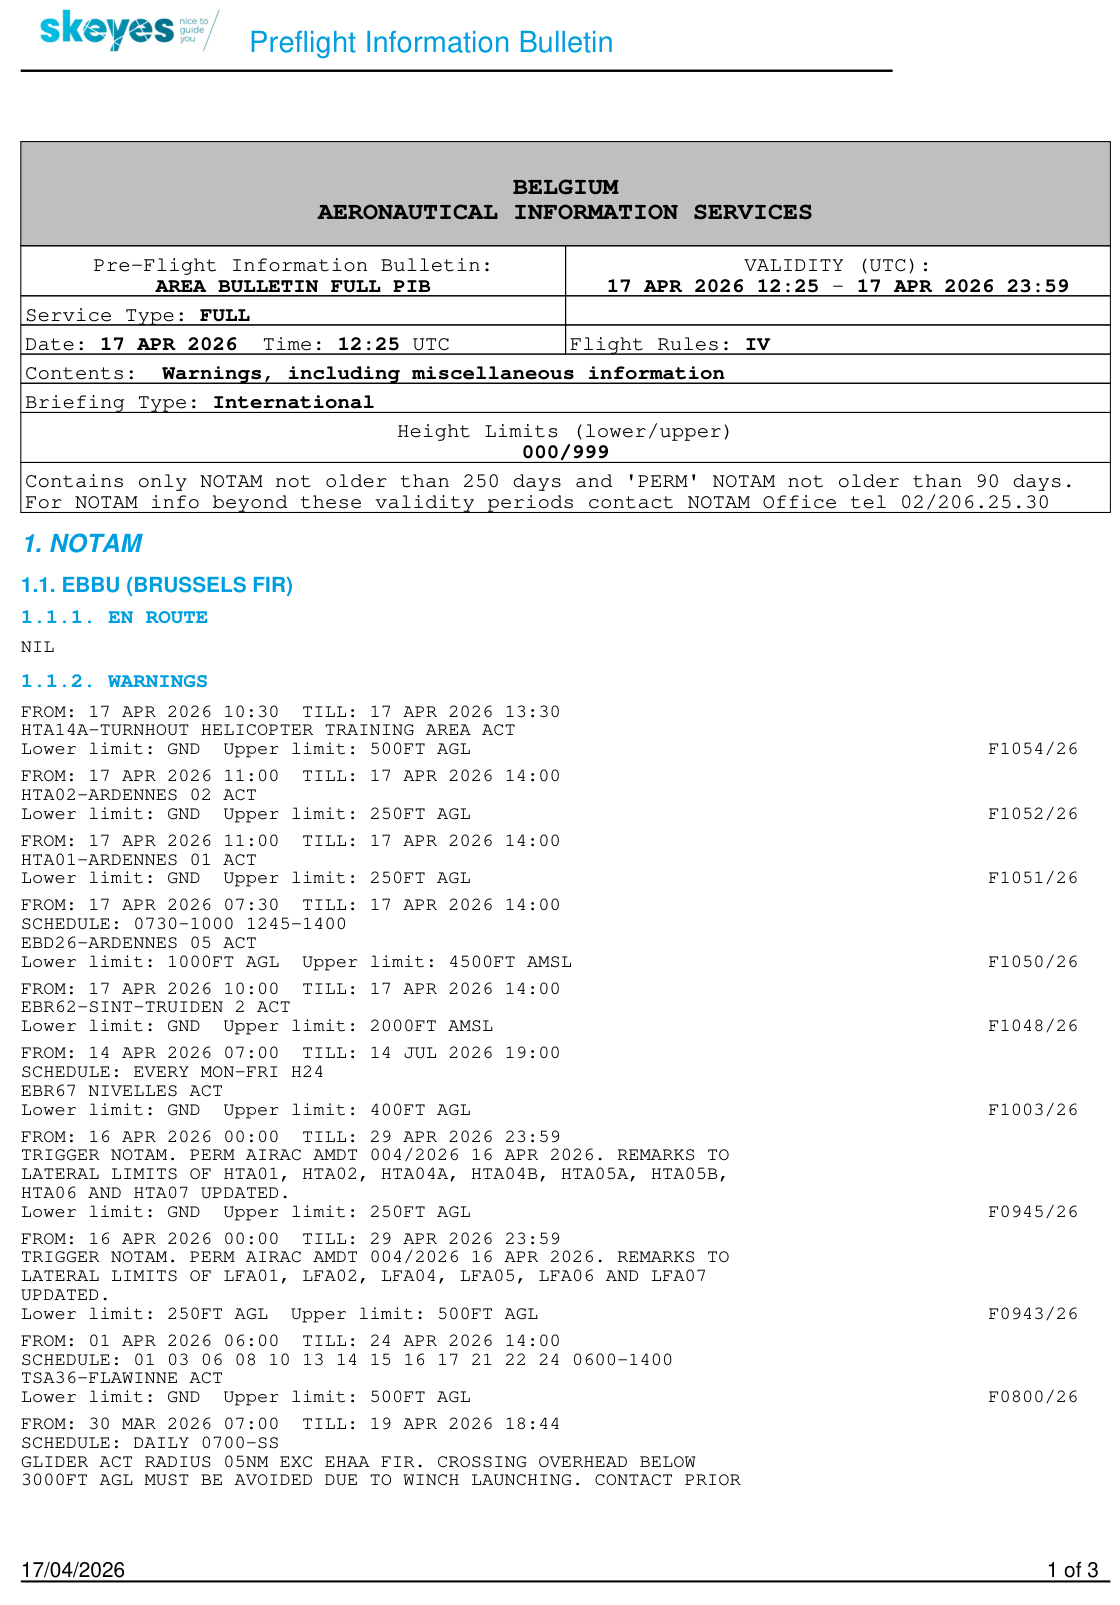 skeyes nice to guide you
Preflight Information Bulletin
BELGIUM
AERONAUTICAL INFORMATION SERVICES
Pre-Flight Information Bulletin:
AREA BULLETIN FULL PIB
VALIDITY (UTC):
17 APR 2026 12:25 - 17 APR 2026 23:59
Service Type: FULL
Date: 17 APR 2026  Time: 12:25 UTC
Flight Rules: IV
Contents:  Warnings, including miscellaneous information
Briefing Type: International
Height Limits (lower/upper)
000/999
Contains only NOTAM not older than 250 days and 'PERM' NOTAM not older than 90 days.
For NOTAM info beyond these validity periods contact NOTAM Office tel 02/206.25.30
1. NOTAM
1.1. EBBU (BRUSSELS FIR)
1.1.1. EN ROUTE
NIL
1.1.2. WARNINGS
FROM: 17 APR 2026 10:30  TILL: 17 APR 2026 13:30
HTA14A-TURNHOUT HELICOPTER TRAINING AREA ACT
Lower limit: GND  Upper limit: 500FT AGL F1054/26
FROM: 17 APR 2026 11:00  TILL: 17 APR 2026 14:00
HTA02-ARDENNES 02 ACT
Lower limit: GND  Upper limit: 250FT AGL F1052/26
FROM: 17 APR 2026 11:00  TILL: 17 APR 2026 14:00
HTA01-ARDENNES 01 ACT
Lower limit: GND  Upper limit: 250FT AGL F1051/26
FROM: 17 APR 2026 07:30  TILL: 17 APR 2026 14:00
SCHEDULE: 0730-1000 1245-1400
EBD26-ARDENNES 05 ACT
Lower limit: 1000FT AGL  Upper limit: 4500FT AMSL F1050/26
FROM: 17 APR 2026 10:00  TILL: 17 APR 2026 14:00
EBR62-SINT-TRUIDEN 2 ACT
Lower limit: GND  Upper limit: 2000FT AMSL F1048/26
FROM: 14 APR 2026 07:00  TILL: 14 JUL 2026 19:00
SCHEDULE: EVERY MON-FRI H24
EBR67 NIVELLES ACT
Lower limit: GND  Upper limit: 400FT AGL F1003/26
FROM: 16 APR 2026 00:00  TILL: 29 APR 2026 23:59
TRIGGER NOTAM. PERM AIRAC AMDT 004/2026 16 APR 2026. REMARKS TO
LATERAL LIMITS OF HTA01, HTA02, HTA04A, HTA04B, HTA05A, HTA05B,
HTA06 AND HTA07 UPDATED.
Lower limit: GND  Upper limit: 250FT AGL F0945/26
FROM: 16 APR 2026 00:00  TILL: 29 APR 2026 23:59
TRIGGER NOTAM. PERM AIRAC AMDT 004/2026 16 APR 2026. REMARKS TO
LATERAL LIMITS OF LFA01, LFA02, LFA04, LFA05, LFA06 AND LFA07
UPDATED.
Lower limit: 250FT AGL  Upper limit: 500FT AGL F0943/26
FROM: 01 APR 2026 06:00  TILL: 24 APR 2026 14:00
SCHEDULE: 01 03 06 08 10 13 14 15 16 17 21 22 24 0600-1400
TSA36-FLAWINNE ACT
Lower limit: GND  Upper limit: 500FT AGL F0800/26
FROM: 30 MAR 2026 07:00  TILL: 19 APR 2026 18:44
SCHEDULE: DAILY 0700-SS
GLIDER ACT RADIUS 05NM EXC EHAA FIR. CROSSING OVERHEAD BELOW
3000FT AGL MUST BE AVOIDED DUE TO WINCH LAUNCHING. CONTACT PRIOR
17/04/2026
1 of 3